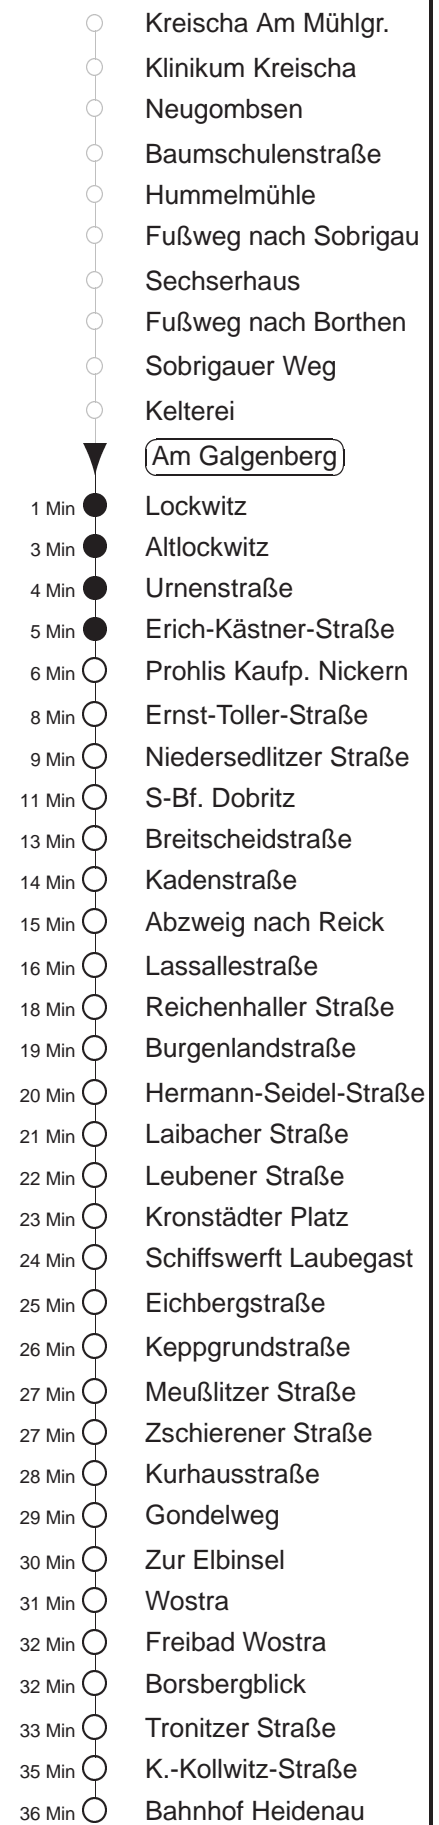 Kreischa Am Mühlgr.
Klinikum Kreischa
Neugombsen
Baumschulenstraße
Hummelmühle
Fußweg nach Sobrigau
Sechserhaus
Fußweg nach Borthen
Sobrigauer Weg
Kelterei
Am Galgenberg
1 Min Lockwitz
3 Min Altlockwitz
4 Min Urnenstraße
5 Min Erich-Kästner-Straße
6 Min Prohlis Kaufp. Nickern
8 Min Ernst-Toller-Straße
9 Min Niedersedlitzer Straße
11 Min S-Bf. Dobritz
13 Min Breitscheidstraße
14 Min Kadenstraße
15 Min Abzweig nach Reick
16 Min Lassallestraße
18 Min Reichenhaller Straße
19 Min Burgenlandstraße
20 Min Hermann-Seidel-Straße
21 Min Laibacher Straße
22 Min Leubener Straße
23 Min Kronstädter Platz
24 Min Schiffswerft Laubegast
25 Min Eichbergstraße
26 Min Keppgrundstraße
27 Min Meußlitzer Straße
27 Min Zschierener Straße
28 Min Kurhausstraße
29 Min Gondelweg
30 Min Zur Elbinsel
31 Min Wostra
32 Min Freibad Wostra
32 Min Borsbergblick
33 Min Tronitzer Straße
35 Min K.-Kollwitz-Straße
36 Min Bahnhof Heidenau